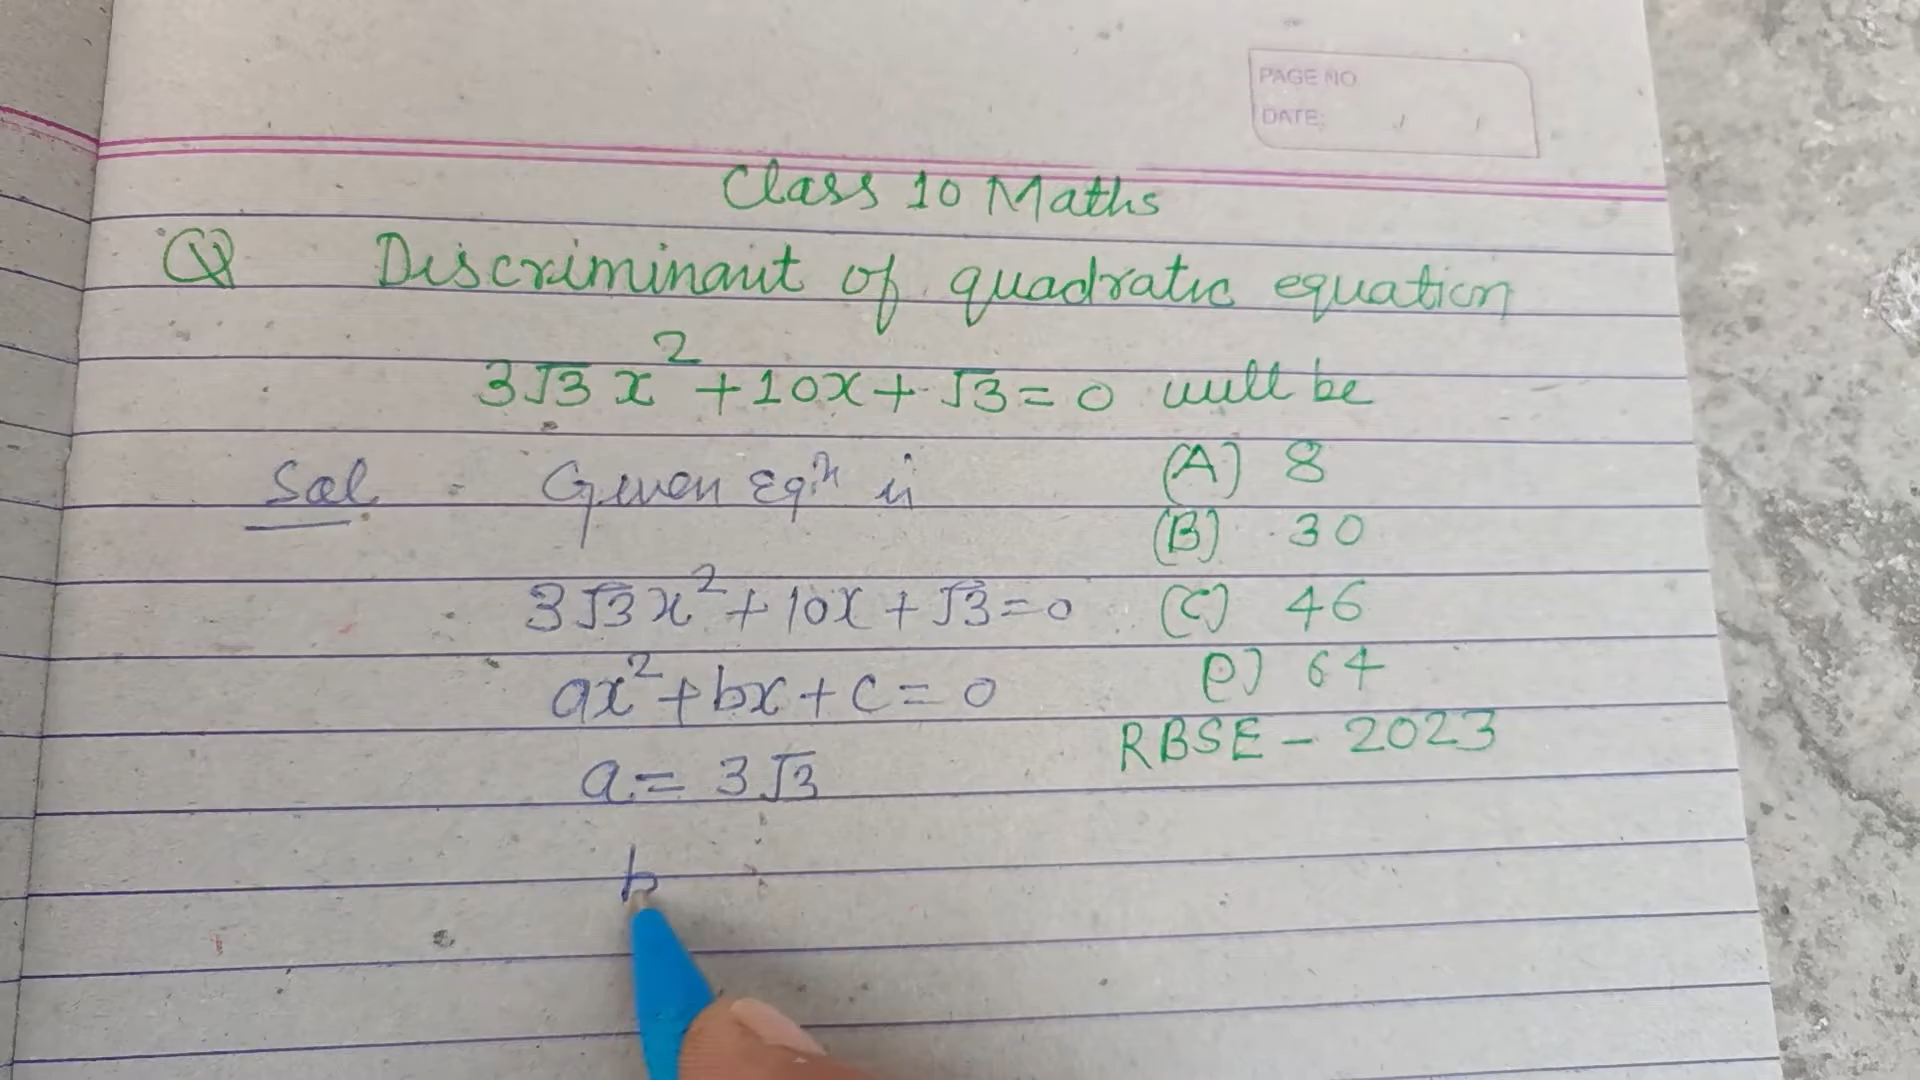 PAGE NO
DATE: / /
Class 10 Maths
Q Discriminant of quadratic equation
3√3 x² + 10x + √3 = 0 will be
Sol Given Eqⁿ is
(A) 8
(B) 30
3√3x² + 10x + √3 = 0
(C) 46
ax² + bx + c = 0
D) 64
RBSE - 2023
a = 3√3
b